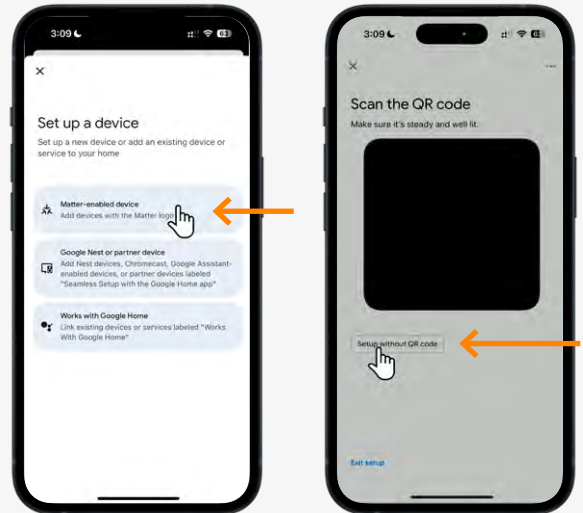 3:09
63
Set up a device
Set up a new device or add an existing device or
service to your home
Matter-enabled device
Add devices with the Matter logo
Google Nest or partner device
Add Nest devices, Chromecast, Google Assistant-
enabled devices, or partner devices labeled
"Seamless Setup with the Google Home app"
Works with Google Home
Link existing devices or services labeled "Works
With Google Home"
3:09
Scan the QR code
Make sure it's steady and well lit.
Setup without QR code
Exit setup